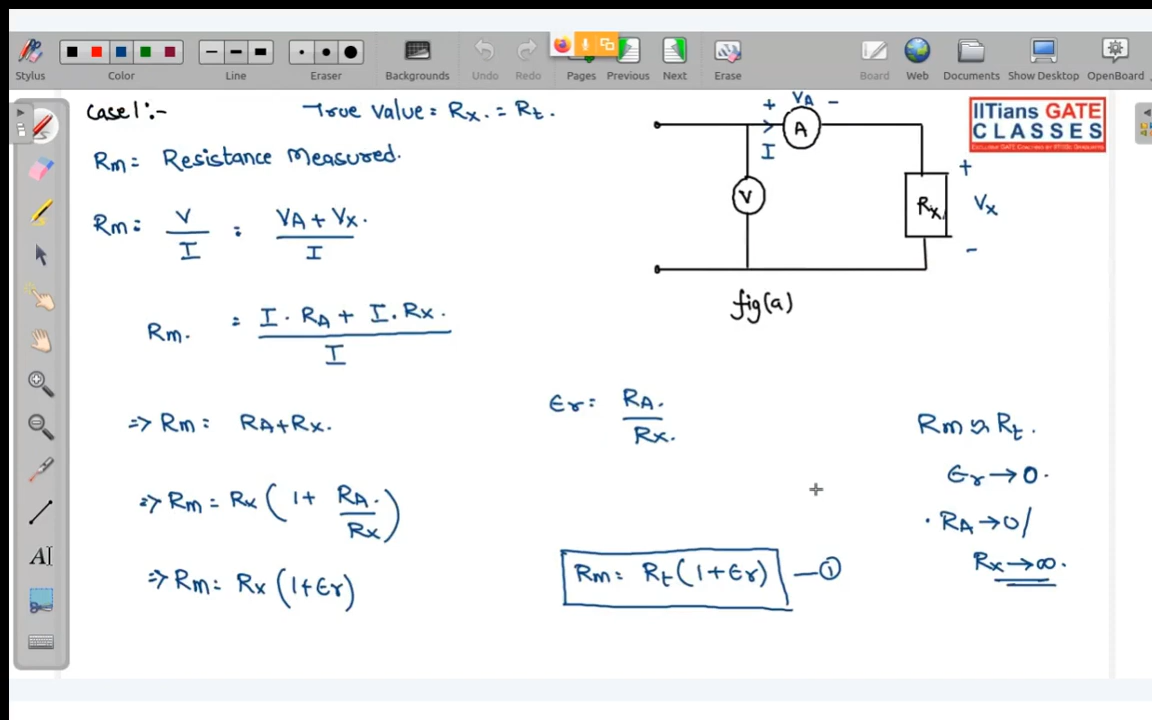 Stylus Color Line Eraser Backgrounds Undo Redo Pages Previous Next Erase Board Web Documents Show Desktop OpenBoard
Case1:- True Value = Rx. = Rt.
Rm = Resistance Measured.
Rm = V/I = VA + Vx. / I
Rm. = I. RA + I. Rx. / I
=> Rm = RA + Rx.
=> Rm = Rx (1 + RA. / Rx)
=> Rm = Rx (1+Er)
+ VA -
A
I
V
Rx
+
Vx
-
fig(a)
IITians GATE
CLASSES
Er = RA. / Rx.
Rm = Rt (1+Er) — ①
Rm ≈ Rt.
Er → 0.
. RA → 0/
Rx → ∞.
AI